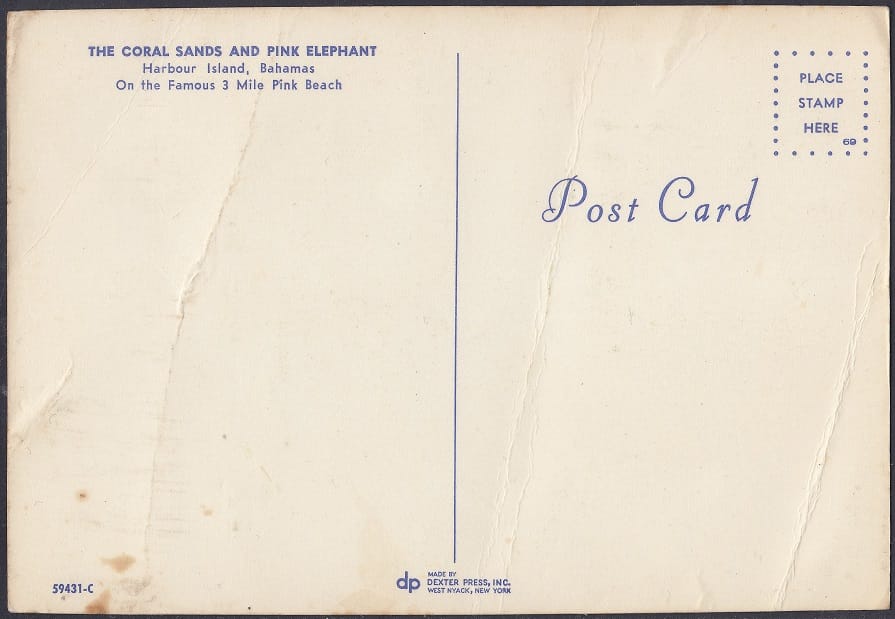 THE CORAL SANDS AND PINK ELEPHANT
Harbour Island, Bahamas
On the Famous 3 Mile Pink Beach
PLACE
STAMP
HERE
69
Post Card
59431-C
dp
MADE BY
DEXTER PRESS, INC.
WEST NYACK, NEW YORK